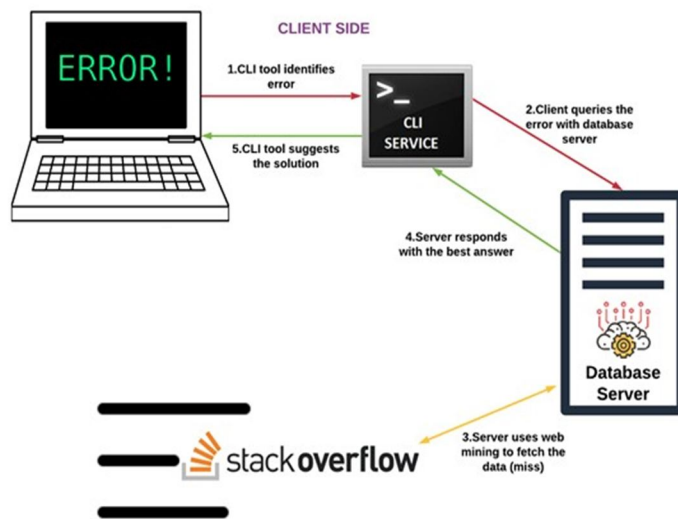 CLIENT SIDE
ERROR!
1.CLI tool identifies
error
>_
CLI
SERVICE
2.Client queries the
error with database
server
5.CLI tool suggests
the solution
4.Server responds
with the best answer
Database
Server
stackoverflow
3.Server uses web
mining to fetch the
data (miss)